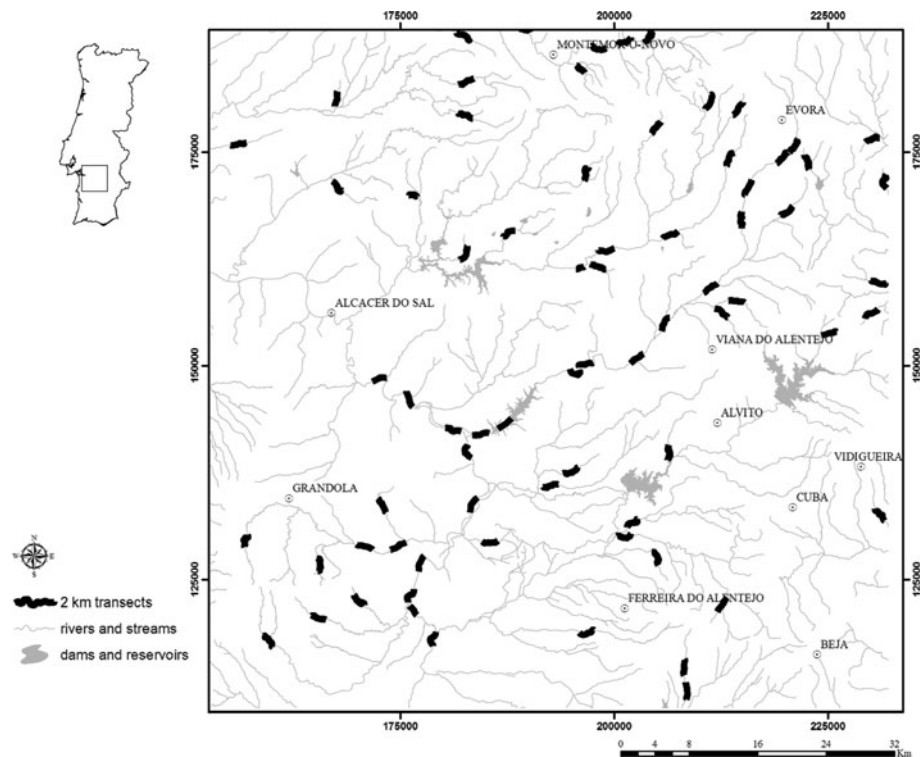 175000 200000 225000
MONTEMOR-O-NOVO
EVORA
175000 175000
ALCACER DO SAL
VIANA DO ALENTEJO
150000 150000
ALVITO
VIDIGUEIRA
GRANDOLA
CUBA
N
W E
S
125000 125000
2 km transects
FERREIRA DO ALENTEJO
rivers and streams
dams and reservoirs
BEJA
175000 200000 225000
0 4 8 16 24 32
Km